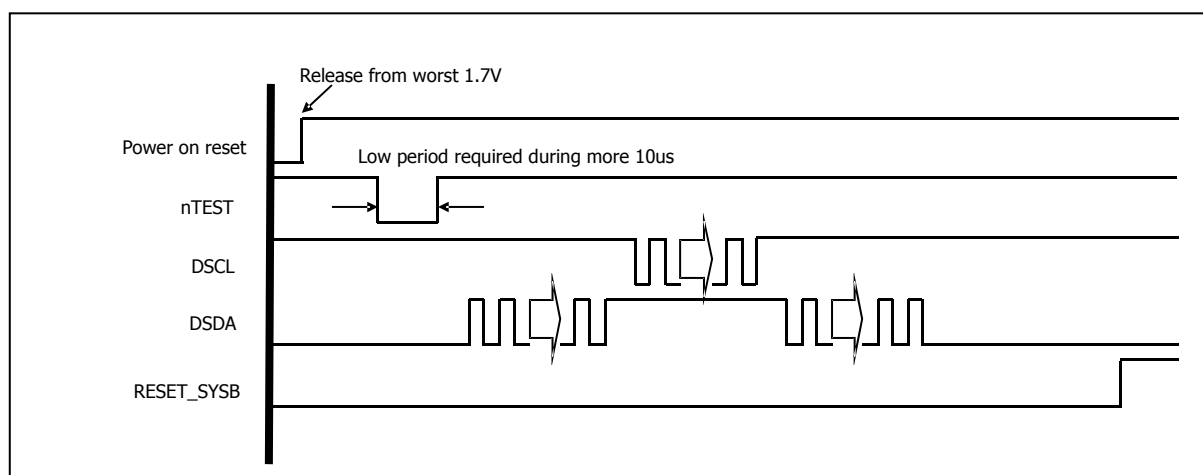 Release from worst 1.7V
Power on reset
Low period required during more 10us
nTEST
DSCL
DSDA
RESET_SYSB